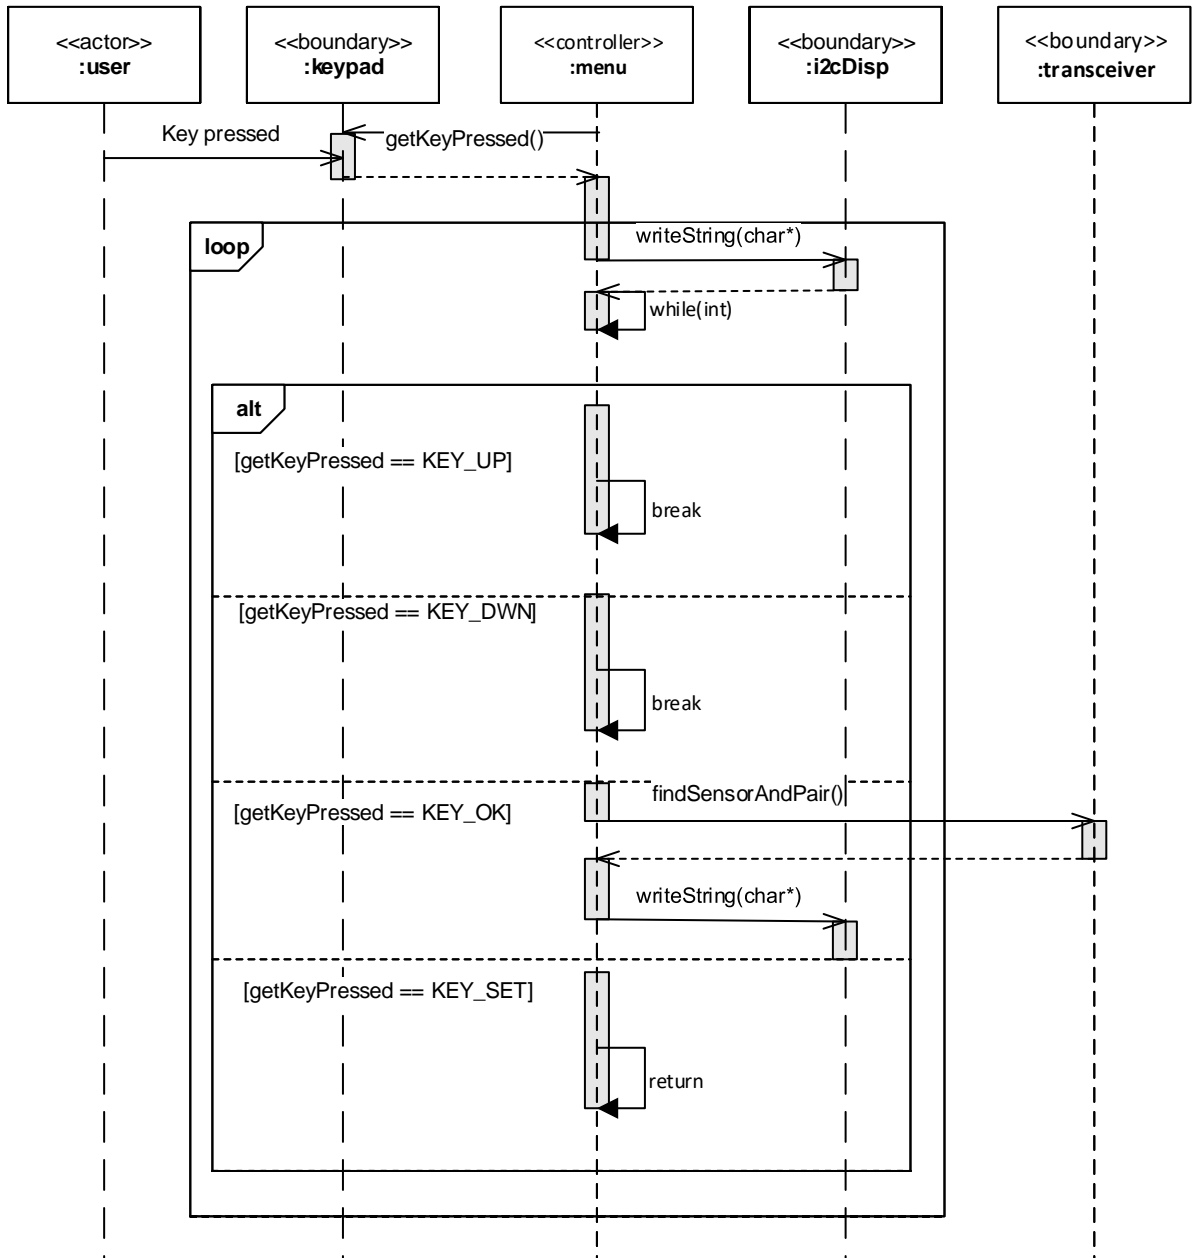 <<actor>>
:user
<<boundary>>
:keypad
<<controller>>
:menu
<<boundary>>
:i2cDisp
<<boundary>>
:transceiver
Key pressed
getKeyPressed()
loop
writeString(char*)
while(int)
alt
[getKeyPressed == KEY_UP]
break
[getKeyPressed == KEY_DWN]
break
findSensorAndPair()
[getKeyPressed == KEY_OK]
writeString(char*)
[getKeyPressed == KEY_SET]
return